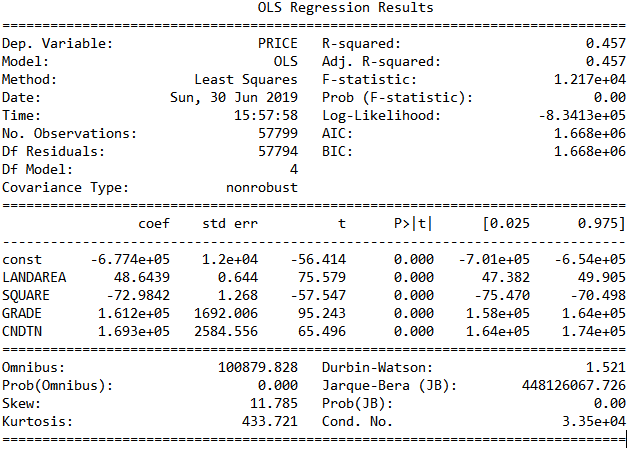 OLS Regression Results
==============================================================================
Dep. Variable: PRICE R-squared: 0.457
Model: OLS Adj. R-squared: 0.457
Method: Least Squares F-statistic: 1.217e+04
Date: Sun, 30 Jun 2019 Prob (F-statistic): 0.00
Time: 15:57:58 Log-Likelihood: -8.3413e+05
No. Observations: 57799 AIC: 1.668e+06
Df Residuals: 57794 BIC: 1.668e+06
Df Model: 4
Covariance Type: nonrobust
==============================================================================
coef std err t P>|t| [0.025 0.975]
------------------------------------------------------------------------------
const -6.774e+05 1.2e+04 -56.414 0.000 -7.01e+05 -6.54e+05
LANDAREA 48.6439 0.644 75.579 0.000 47.382 49.905
SQUARE -72.9842 1.268 -57.547 0.000 -75.470 -70.498
GRADE 1.612e+05 1692.006 95.243 0.000 1.58e+05 1.64e+05
CNDTN 1.693e+05 2584.556 65.496 0.000 1.64e+05 1.74e+05
==============================================================================
Omnibus: 100879.828 Durbin-Watson: 1.521
Prob(Omnibus): 0.000 Jarque-Bera (JB): 448126067.726
Skew: 11.785 Prob(JB): 0.00
Kurtosis: 433.721 Cond. No. 3.35e+04
==============================================================================